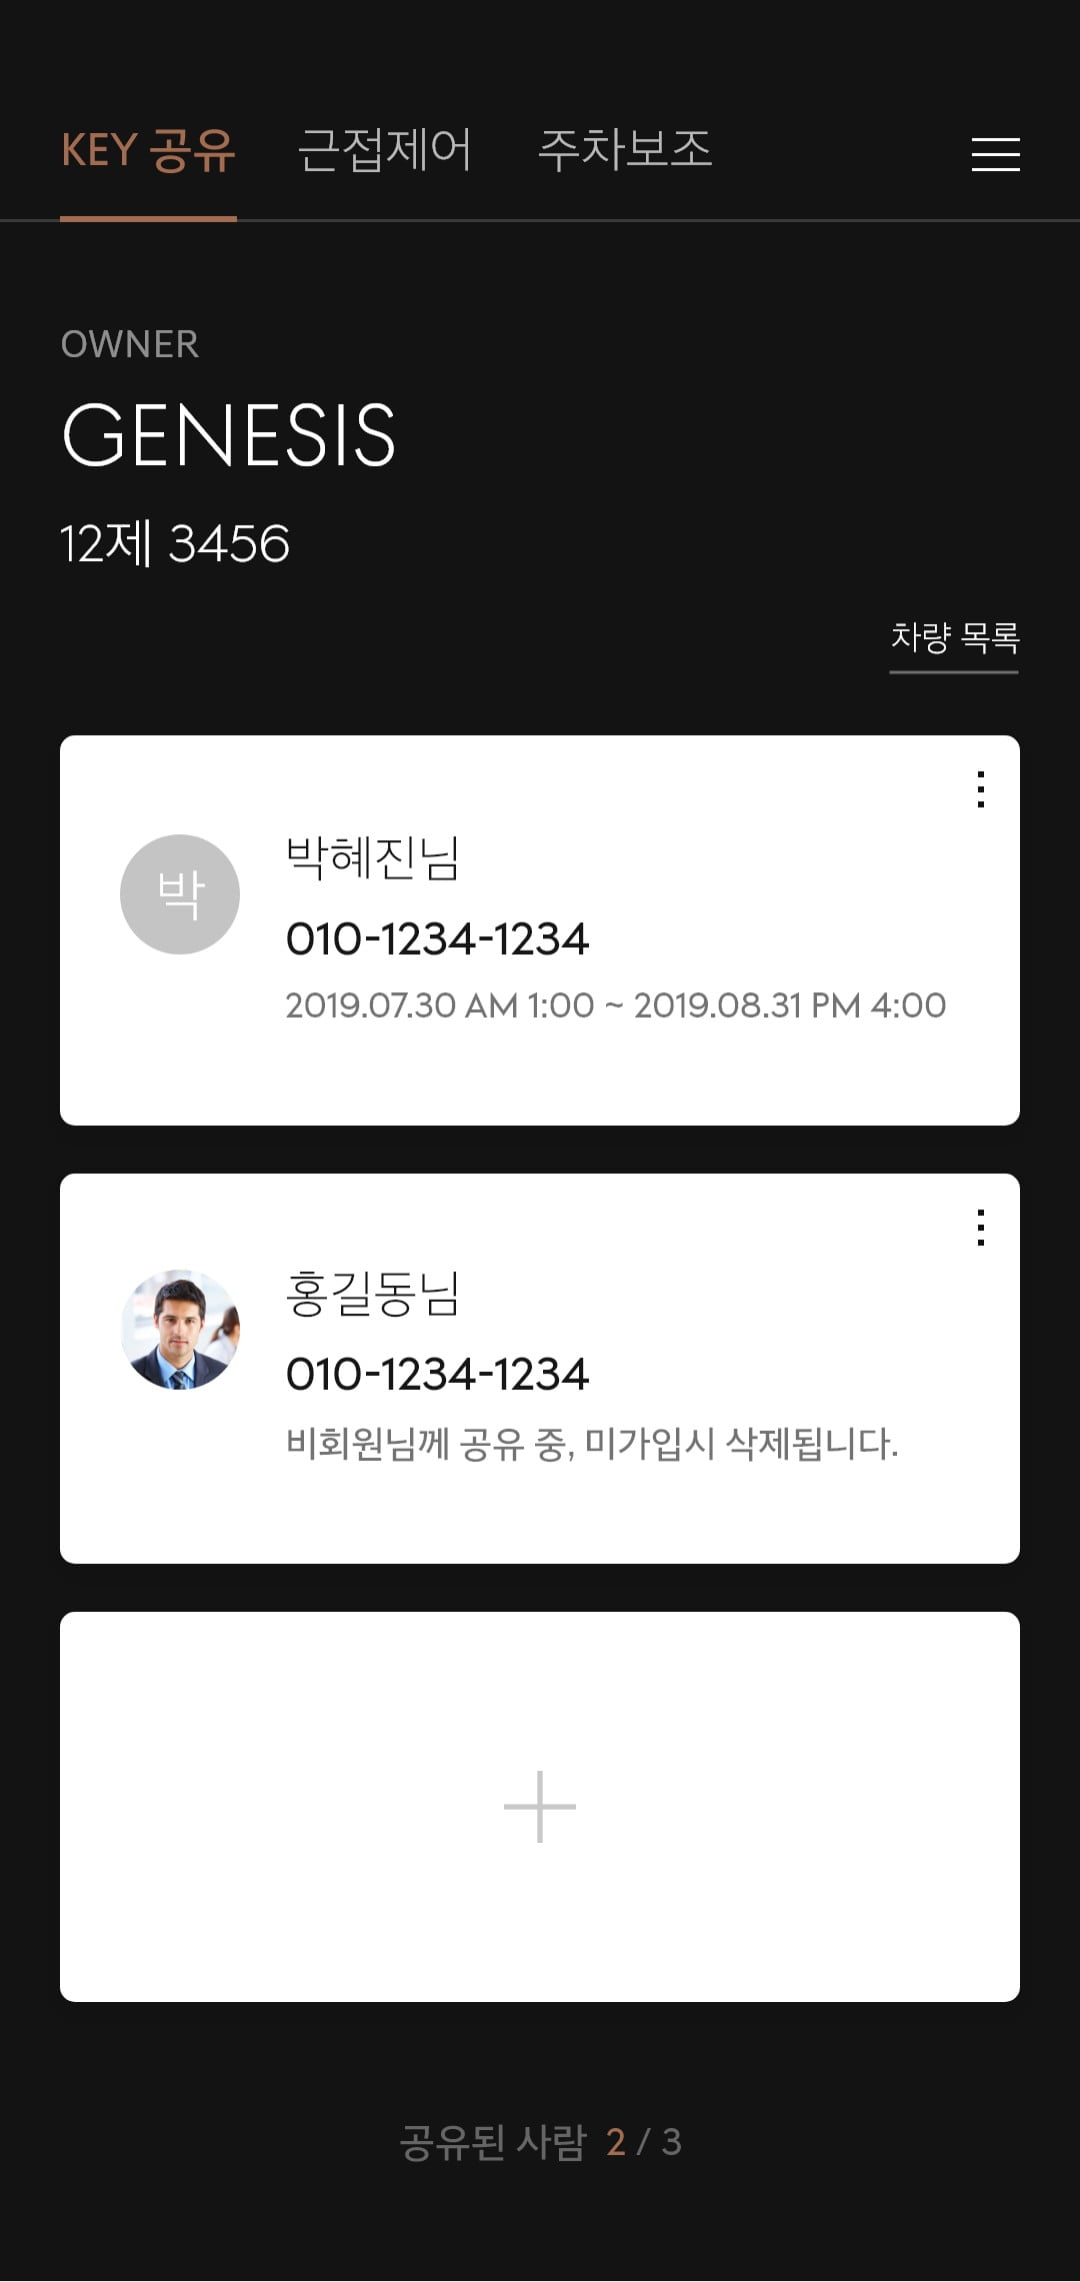 KEY 공유 근접제어 주차보조
OWNER
GENESIS
12제 3456
차량 목록
박
박혜진님
010-1234-1234
2019.07.30 AM 1:00 ~ 2019.08.31 PM 4:00
홍길동님
010-1234-1234
비회원님께 공유 중, 미가입시 삭제됩니다.
공유된 사람 2 / 3